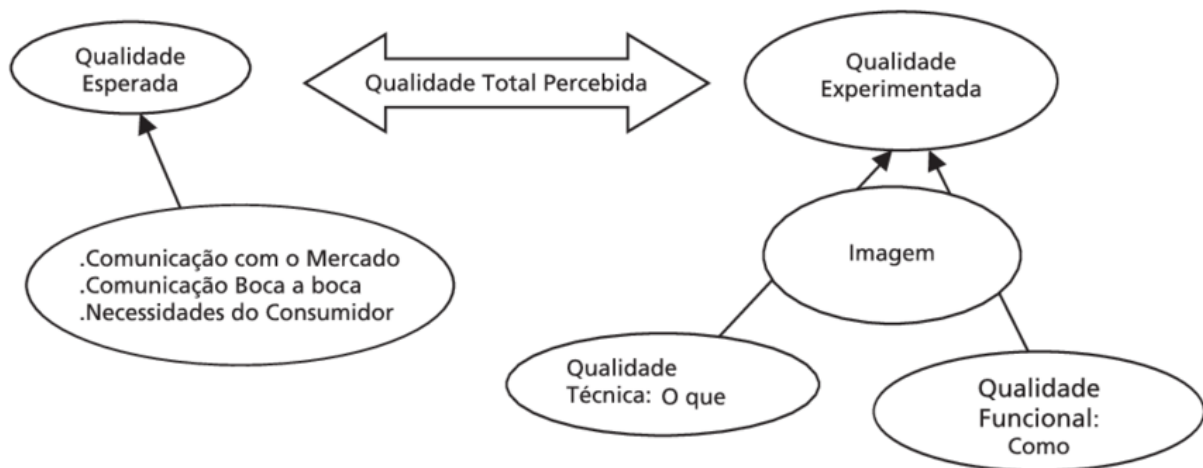 Qualidade
Esperada
Qualidade Total Percebida
Qualidade
Experimentada
.Comunicação com o Mercado
.Comunicação Boca a boca
.Necessidades do Consumidor
Imagem
Qualidade
Técnica: O que
Qualidade
Funcional:
Como